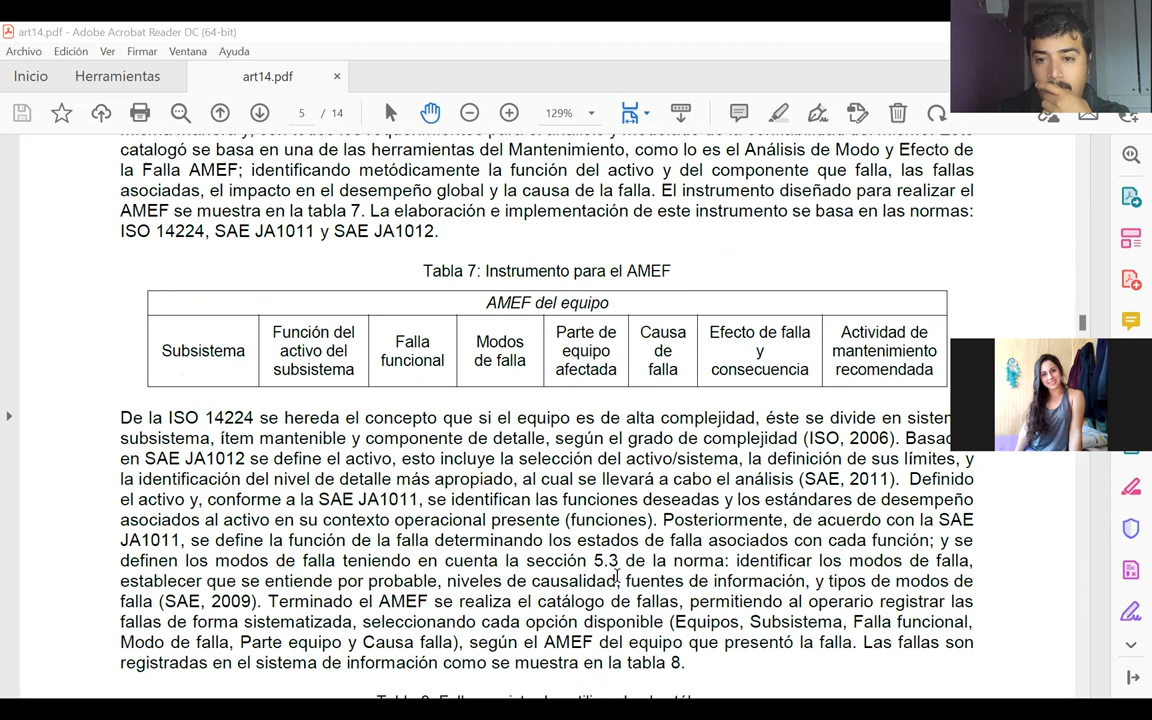 art14.pdf - Adobe Acrobat Reader DC (64-bit)
Archivo Edición Ver Firmar Ventana Ayuda
Inicio Herramientas art14.pdf ×
5 / 14 129%
catalogó se basa en una de las herramientas del Mantenimiento, como lo es el Análisis de Modo y Efecto de
la Falla AMEF; identificando metódicamente la función del activo y del componente que falla, las fallas
asociadas, el impacto en el desempeño global y la causa de la falla. El instrumento diseñado para realizar el
AMEF se muestra en la tabla 7. La elaboración e implementación de este instrumento se basa en las normas:
ISO 14224, SAE JA1011 y SAE JA1012.
Tabla 7: Instrumento para el AMEF
AMEF del equipo
Subsistema
Función del
activo del
subsistema
Falla
funcional
Modos
de falla
Parte de
equipo
afectada
Causa
de
falla
Efecto de falla
y
consecuencia
Actividad de
mantenimiento
recomendada
De la ISO 14224 se hereda el concepto que si el equipo es de alta complejidad, éste se divide en sistem
subsistema, ítem mantenible y componente de detalle, según el grado de complejidad (ISO, 2006). Basa
en SAE JA1012 se define el activo, esto incluye la selección del activo/sistema, la definición de sus límites, y
la identificación del nivel de detalle más apropiado, al cual se llevará a cabo el análisis (SAE, 2011). Definido
el activo y, conforme a la SAE JA1011, se identifican las funciones deseadas y los estándares de desempeño
asociados al activo en su contexto operacional presente (funciones). Posteriormente, de acuerdo con la SAE
JA1011, se define la función de la falla determinando los estados de falla asociados con cada función; y se
definen los modos de falla teniendo en cuenta la sección 5.3 de la norma: identificar los modos de falla,
establecer que se entiende por probable, niveles de causalidad, fuentes de información, y tipos de modos de
falla (SAE, 2009). Terminado el AMEF se realiza el catálogo de fallas, permitiendo al operario registrar las
fallas de forma sistematizada, seleccionando cada opción disponible (Equipos, Subsistema, Falla funcional,
Modo de falla, Parte equipo y Causa falla), según el AMEF del equipo que presentó la falla. Las fallas son
registradas en el sistema de información como se muestra en la tabla 8.